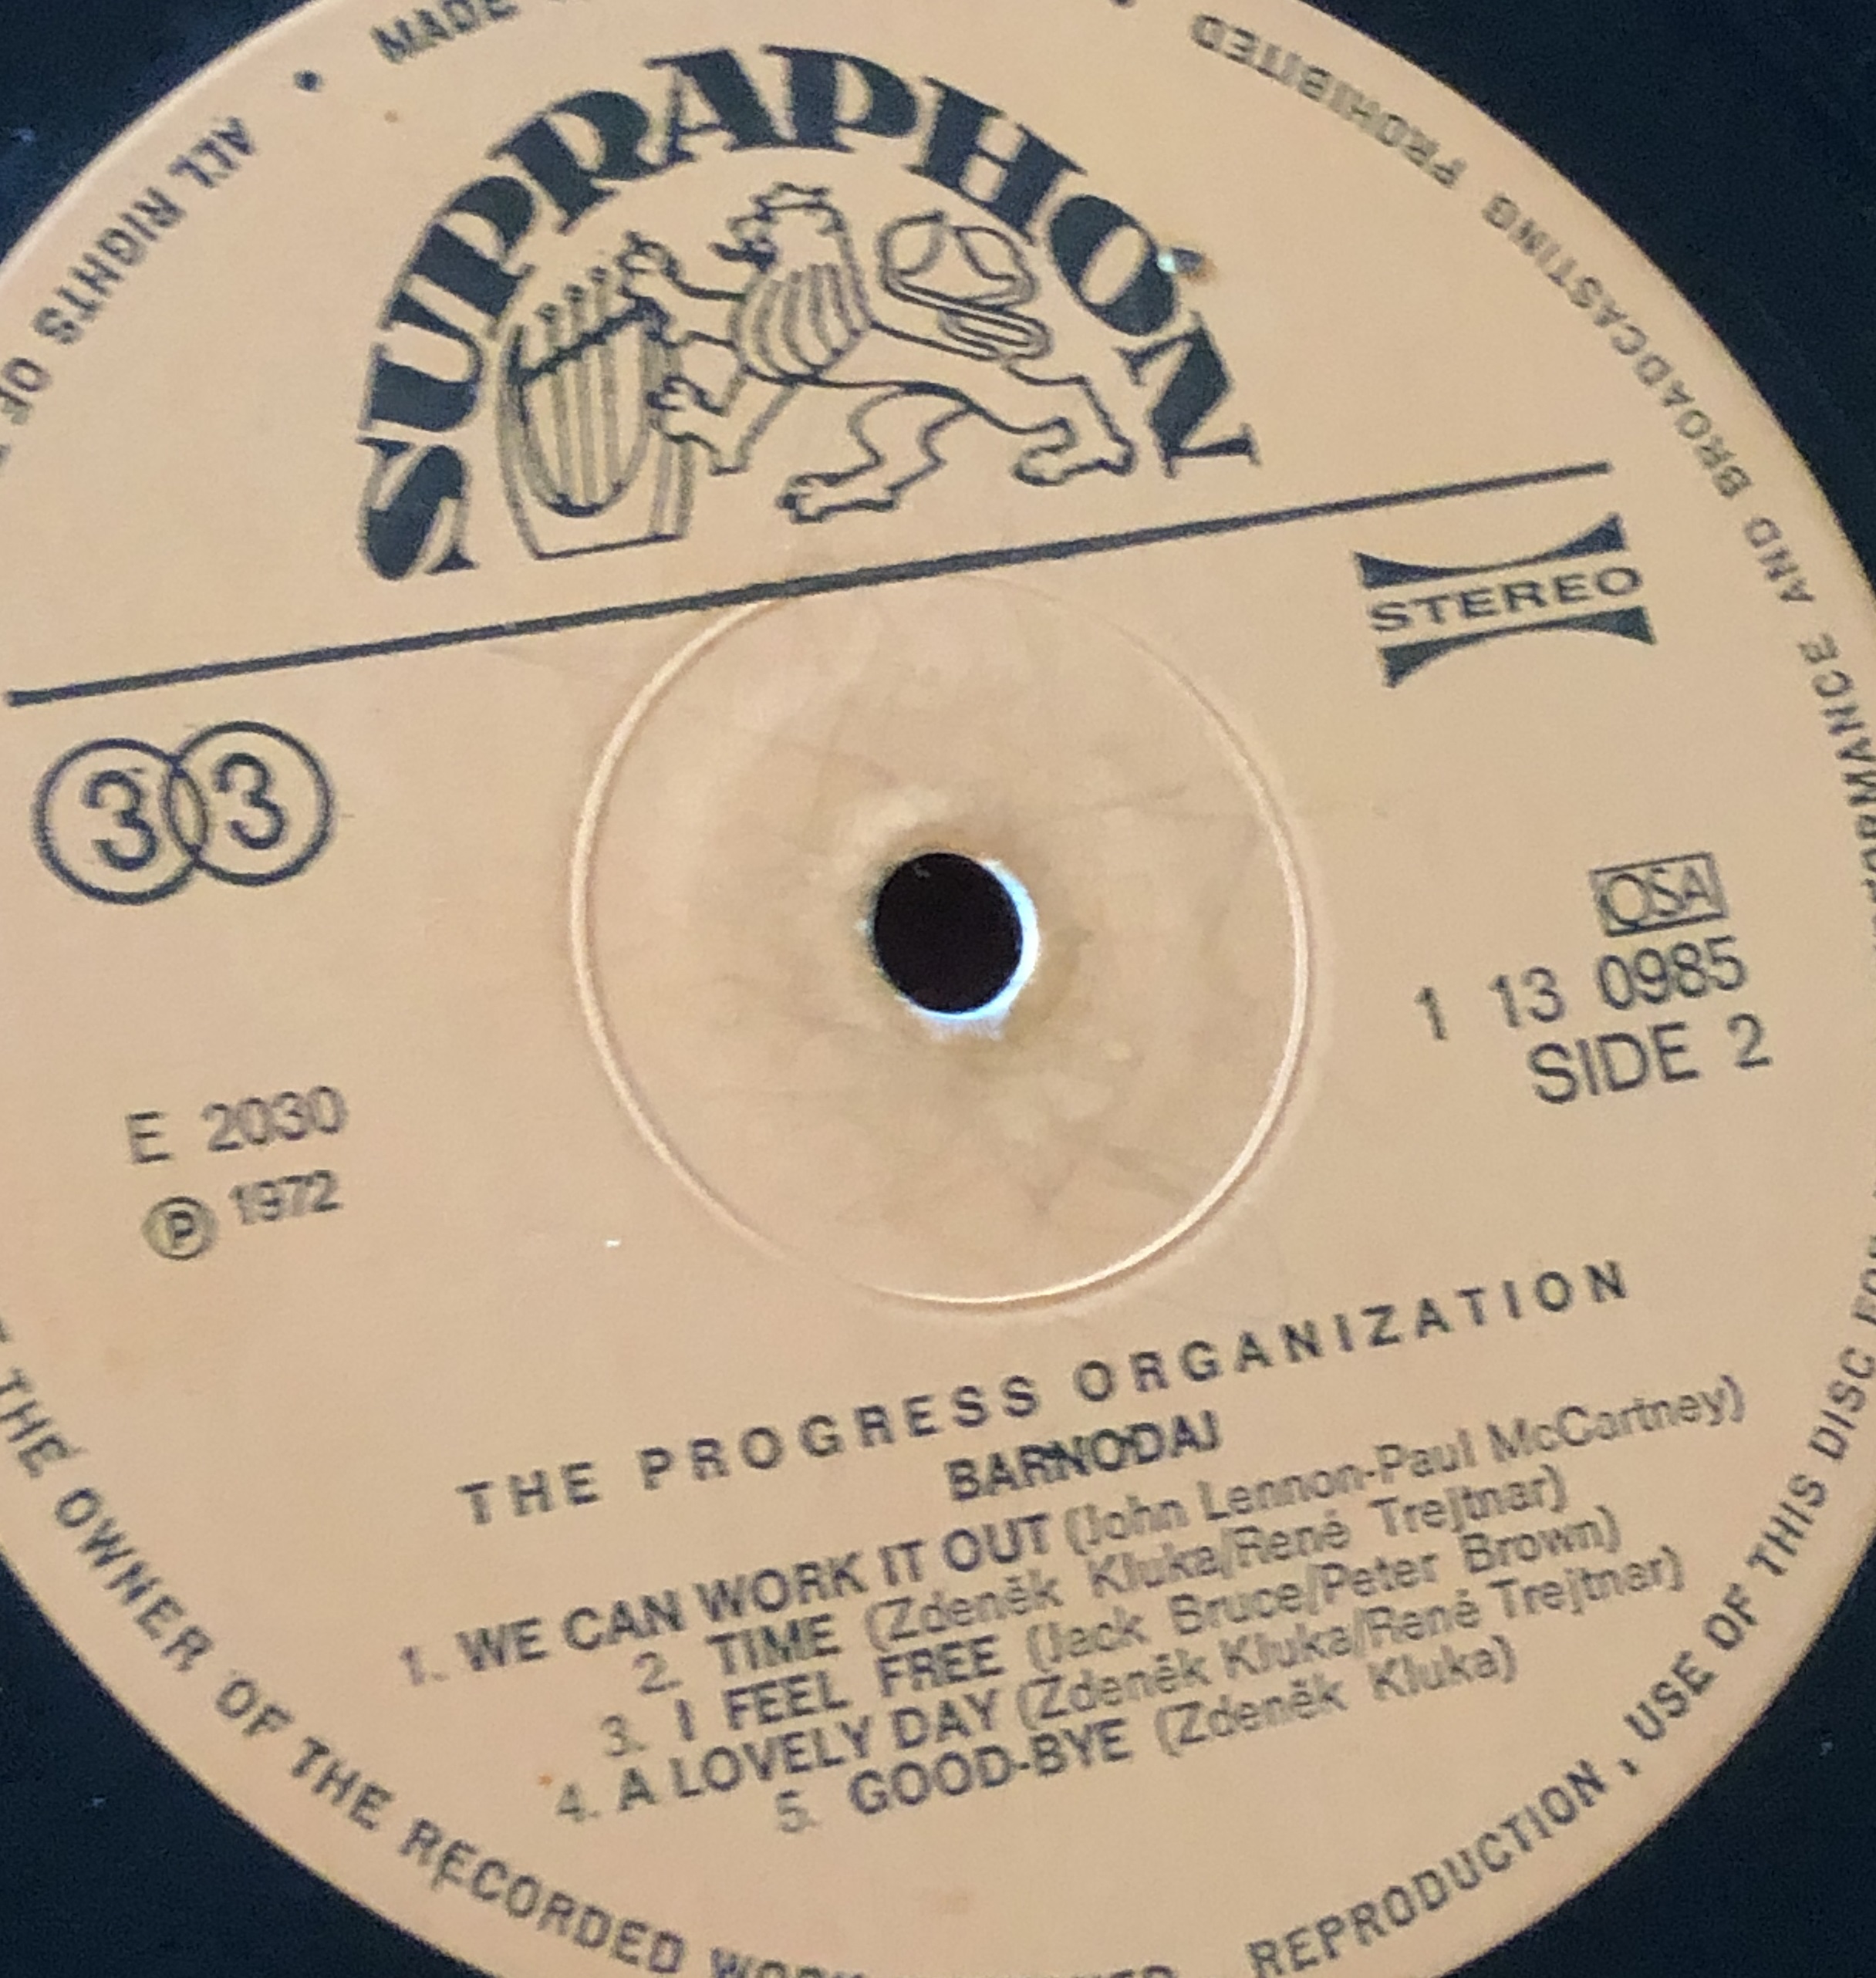 MADE
ALL RIGHTS OF
THE OWNER OF THE RECORDED
REPRODUCTION, USE OF THIS DISC
AND BROADCASTING PROHIBITED
SUPRAPHON
STEREO
33
OSA
1 13 0985
SIDE 2
E 2030
Ⓟ 1972
THE PROGRESS ORGANIZATION
BARNODAJ
1. WE CAN WORK IT OUT (John Lennon-Paul McCartney)
2. TIME (Zdeněk Kluka/René Trejtnar)
3. I FEEL FREE (Jack Bruce/Peter Brown)
4. A LOVELY DAY (Zdeněk Kluka/René Trejtnar)
5. GOOD-BYE (Zdeněk Kluka)